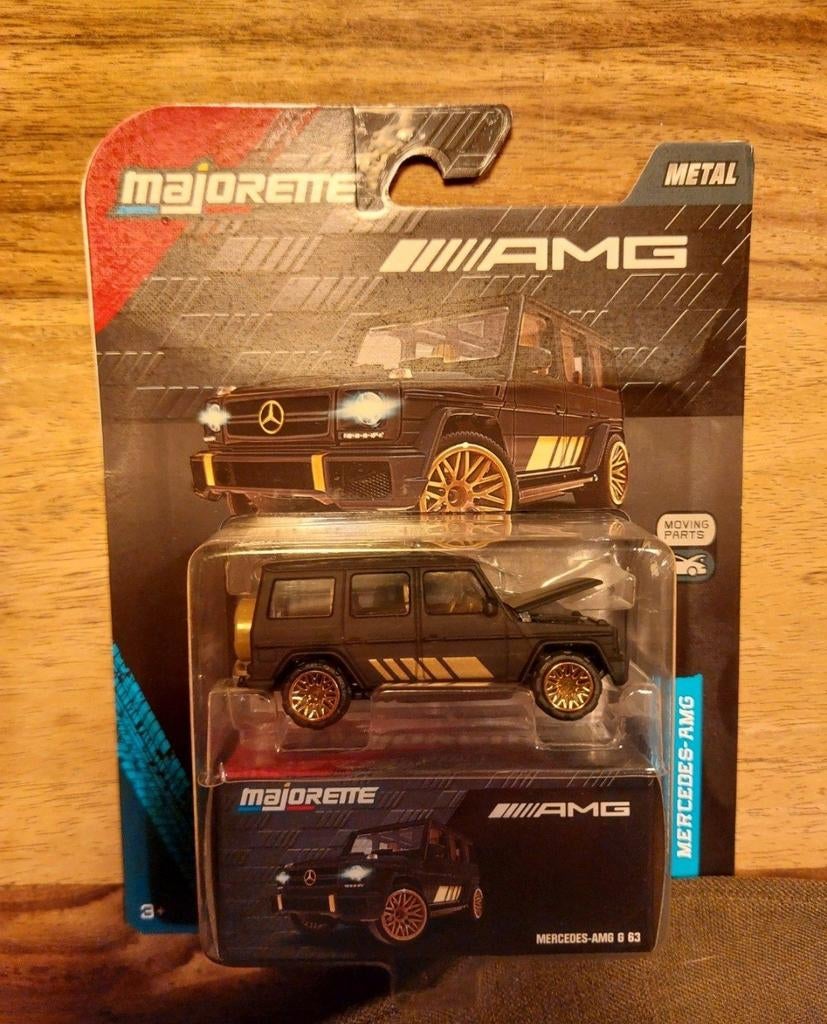 majorette
METAL
AMG
MOVING
PARTS
MERCEDES-AMG
majorette
AMG
MERCEDES-AMG G 63
3+